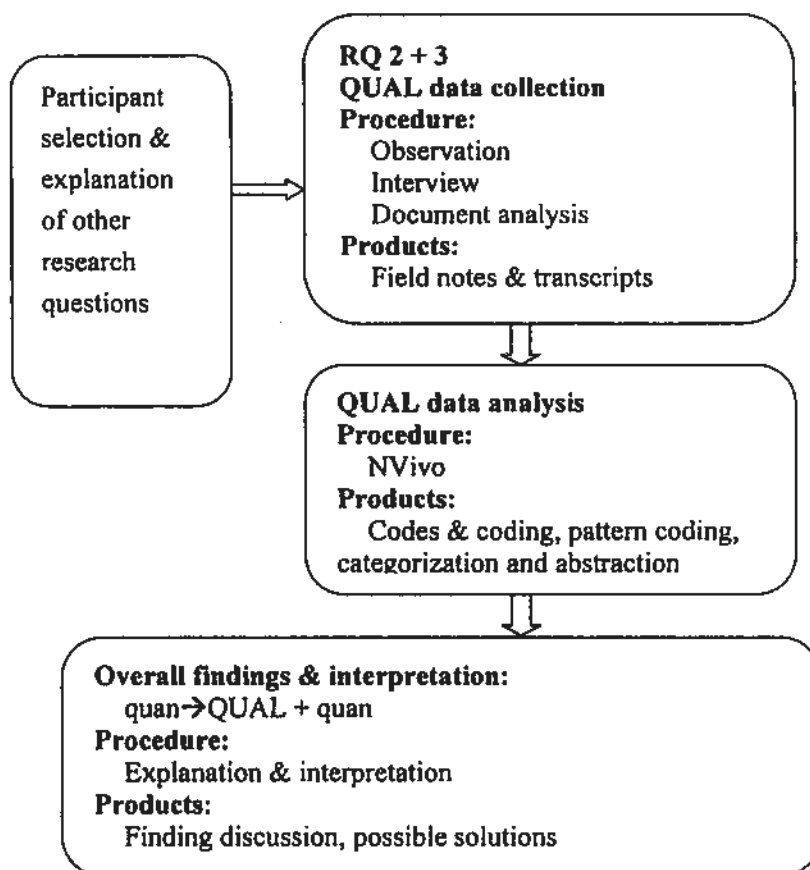 Participant
selection &
explanation
of other
research
questions
RQ 2 + 3
QUAL data collection
Procedure:
Observation
Interview
Document analysis
Products:
Field notes & transcripts
QUAL data analysis
Procedure:
NVivo
Products:
Codes & coding, pattern coding,
categorization and abstraction
Overall findings & interpretation:
quan→QUAL + quan
Procedure:
Explanation & interpretation
Products:
Finding discussion, possible solutions